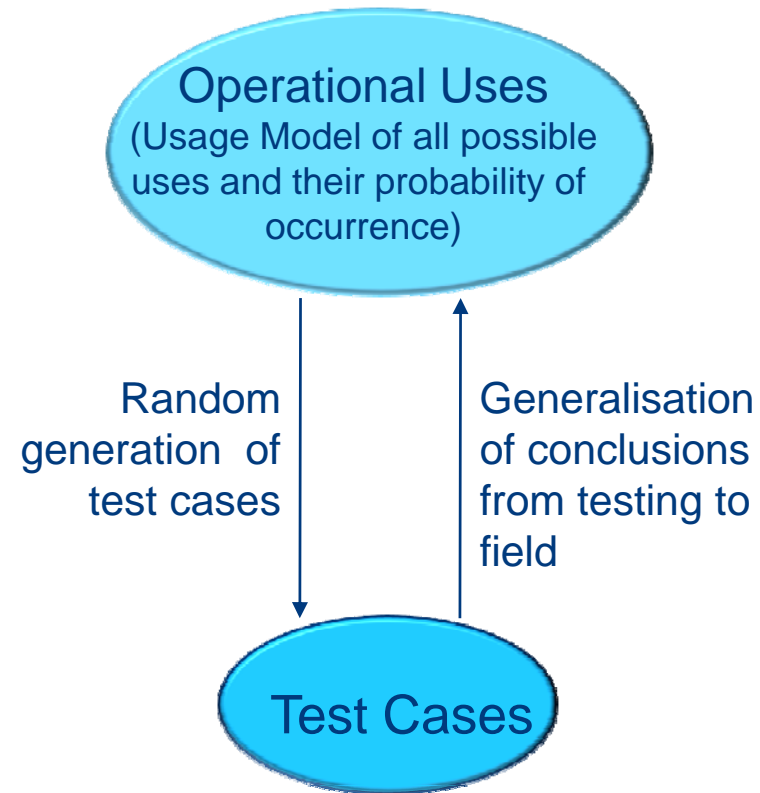 Operational Uses
(Usage Model of all possible
uses and their probability of
occurrence)
Random
generation of
test cases
Generalisation
of conclusions
from testing to
field
Test Cases